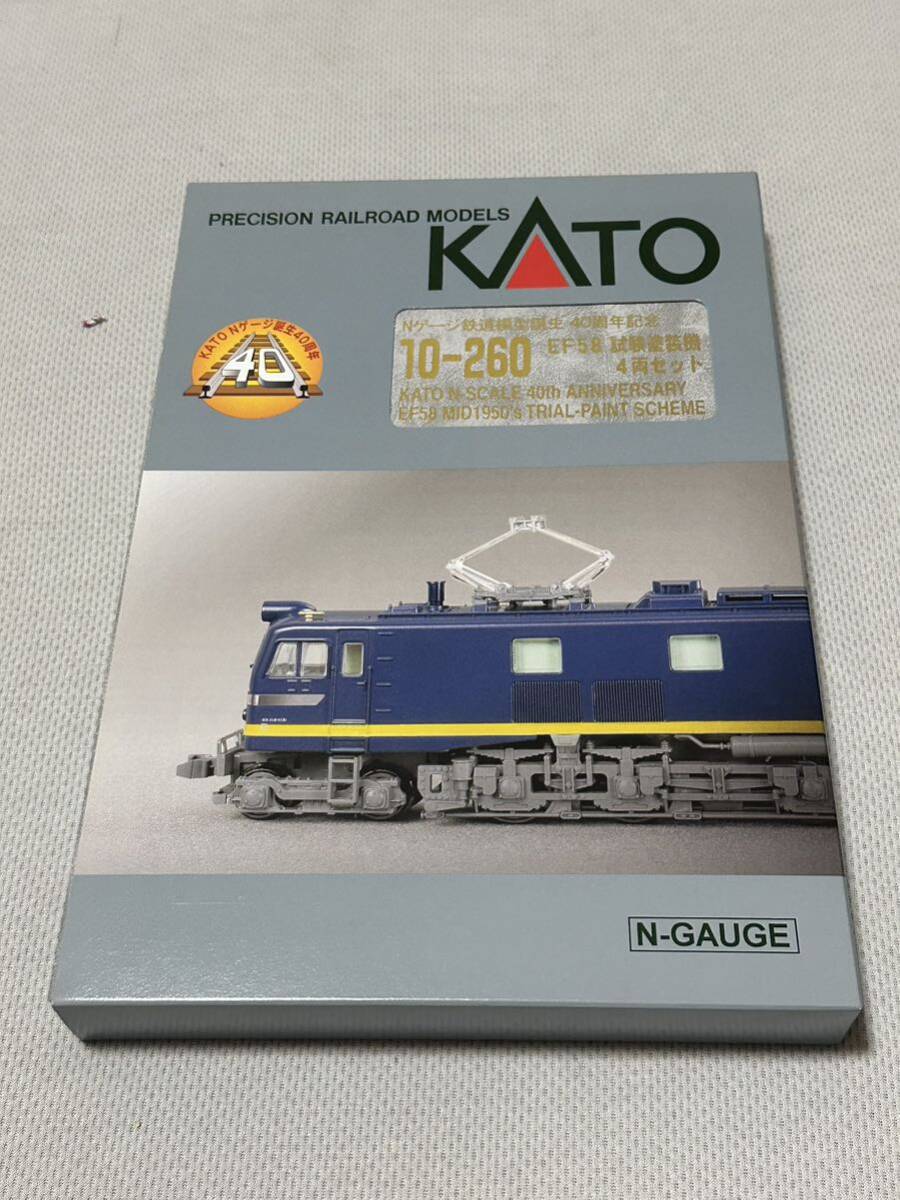 PRECISION RAILROAD MODELS
KATO
KATO Nゲージ誕生40周年
40
Nゲージ鉄道模型誕生 40周年記念
10-260 EF58 試験塗装機
4両セット
KATO N-SCALE 40th ANNIVERSARY
EF58 MID1950's TRIAL-PAINT SCHEME
N-GAUGE